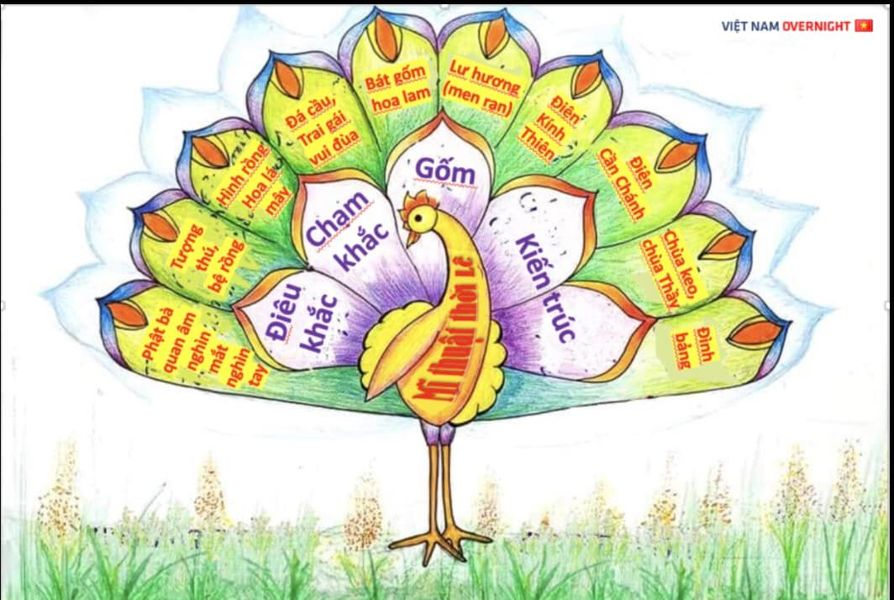 VIỆT NAM OVERNIGHT
Bát gốm
hoa lam
Lư hương
(men rạn)
Đá cầu,
Trai gái
vui đùa
Điện
Kính
Thiên
Hình rồng
Hoa lá
mây
Điện
Cần Chánh
Tượng
thú,
bệ rồng
Chùa keo,
chùa Thầy
Phật bà
quan âm
nghìn
mắt
nghìn
tay
Đình
bảng
Gốm
Chạm
khắc
Kiến trúc
Điêu
khắc
Mĩ thuật thời Lê